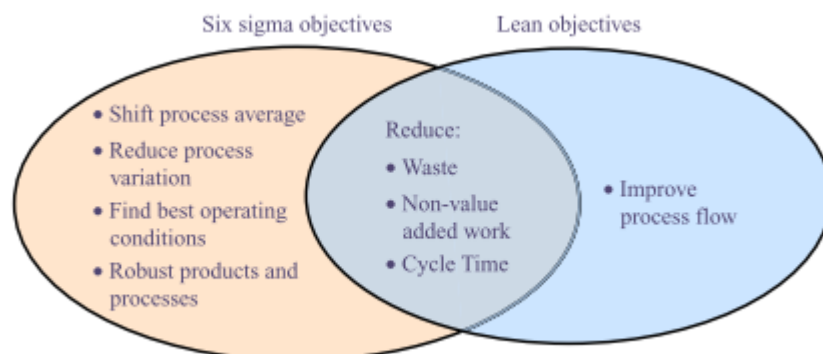 Six sigma objectives
Lean objectives
• Shift process average
• Reduce process
variation
• Find best operating
conditions
• Robust products and
processes
Reduce:
• Waste
• Non-value
added work
• Cycle Time
• Improve
process flow